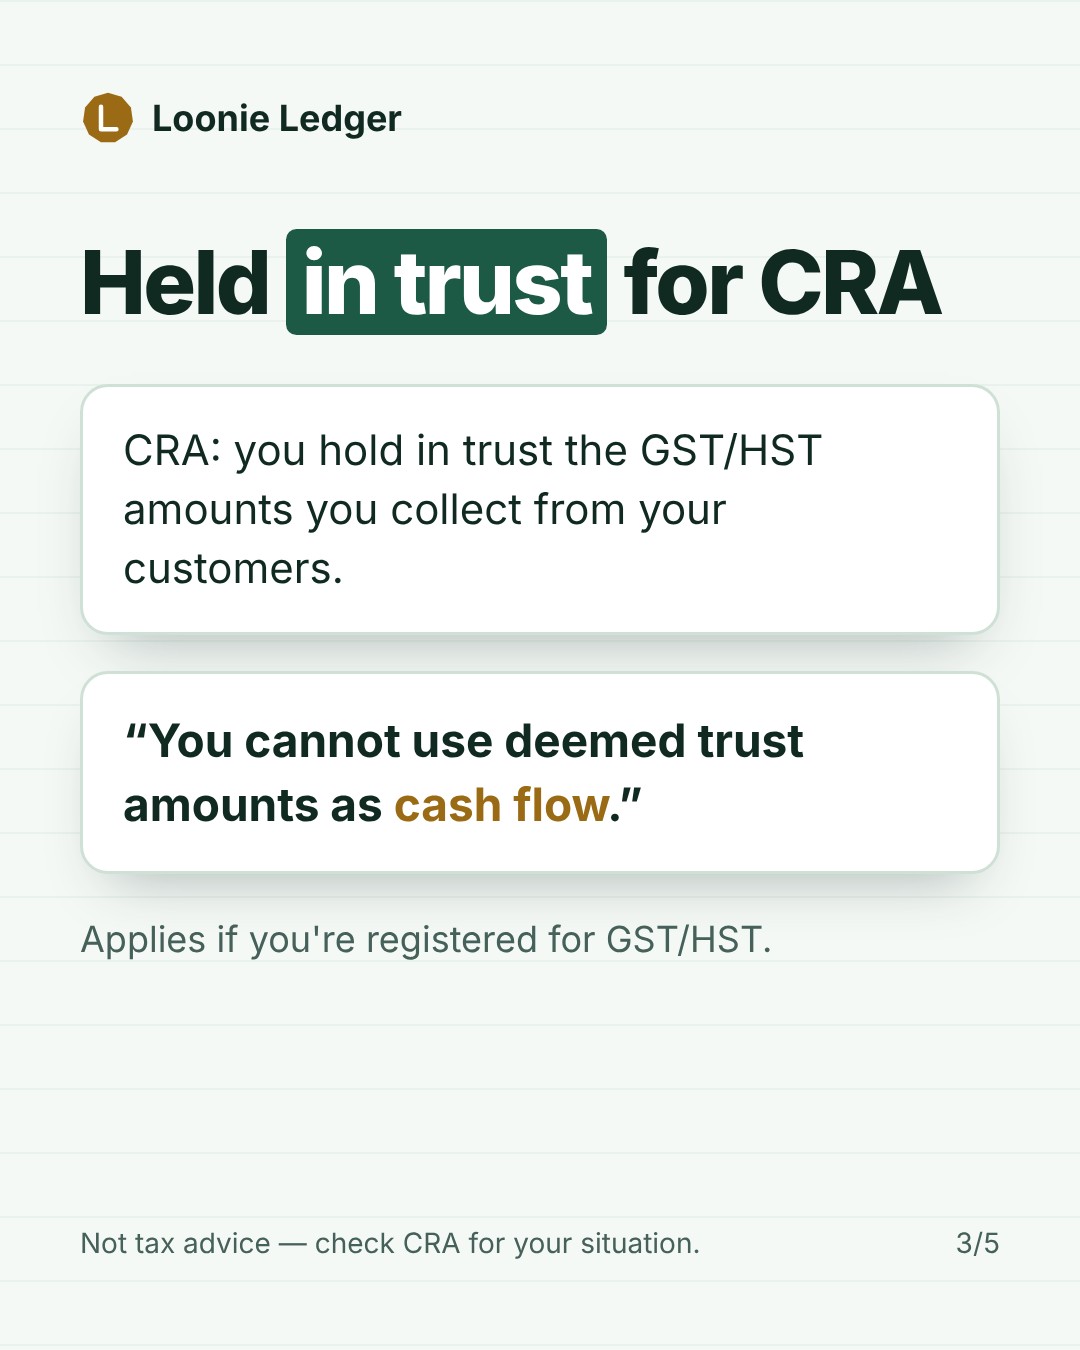 L Loonie Ledger
Held in trust for CRA
CRA: you hold in trust the GST/HST
amounts you collect from your
customers.
“You cannot use deemed trust
amounts as cash flow.”
Applies if you're registered for GST/HST.
Not tax advice — check CRA for your situation. 3/5